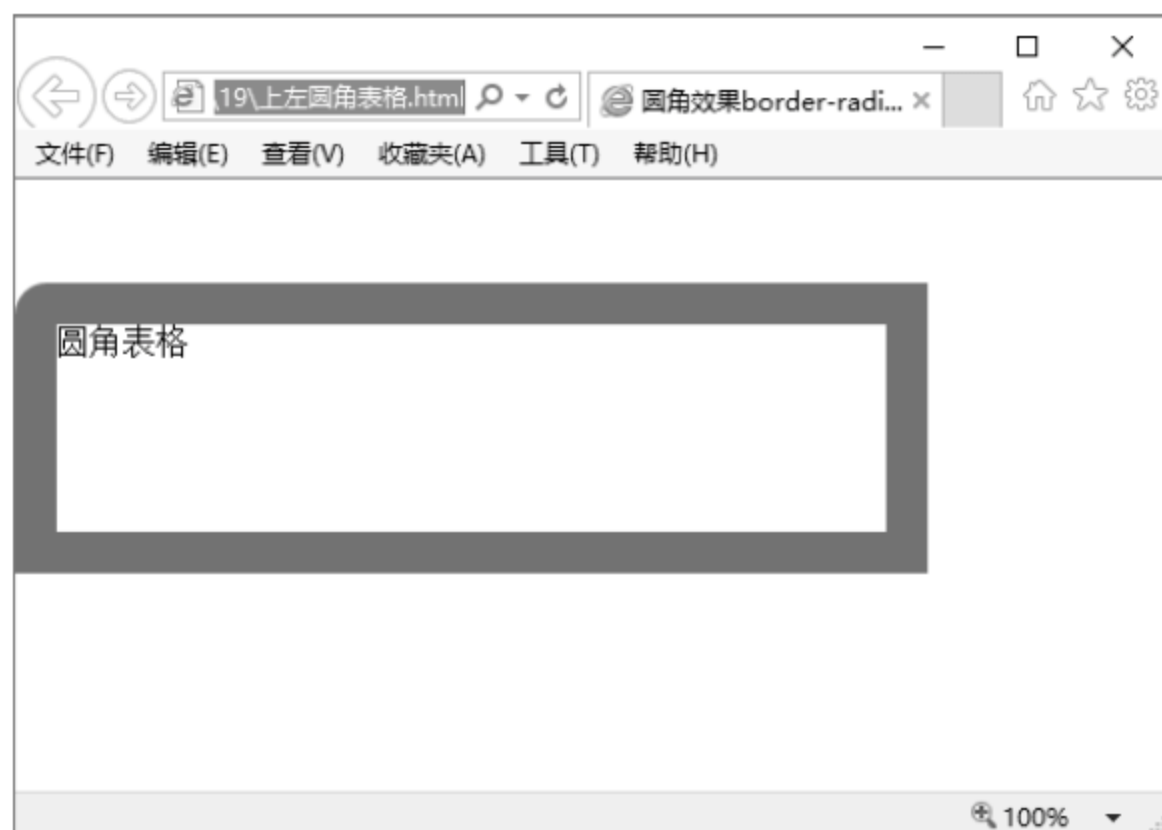 \19\上左圆角表格.html
圆角效果border-radi...
文件(F) 编辑(E) 查看(V) 收藏夹(A) 工具(T) 帮助(H)
圆角表格
100%